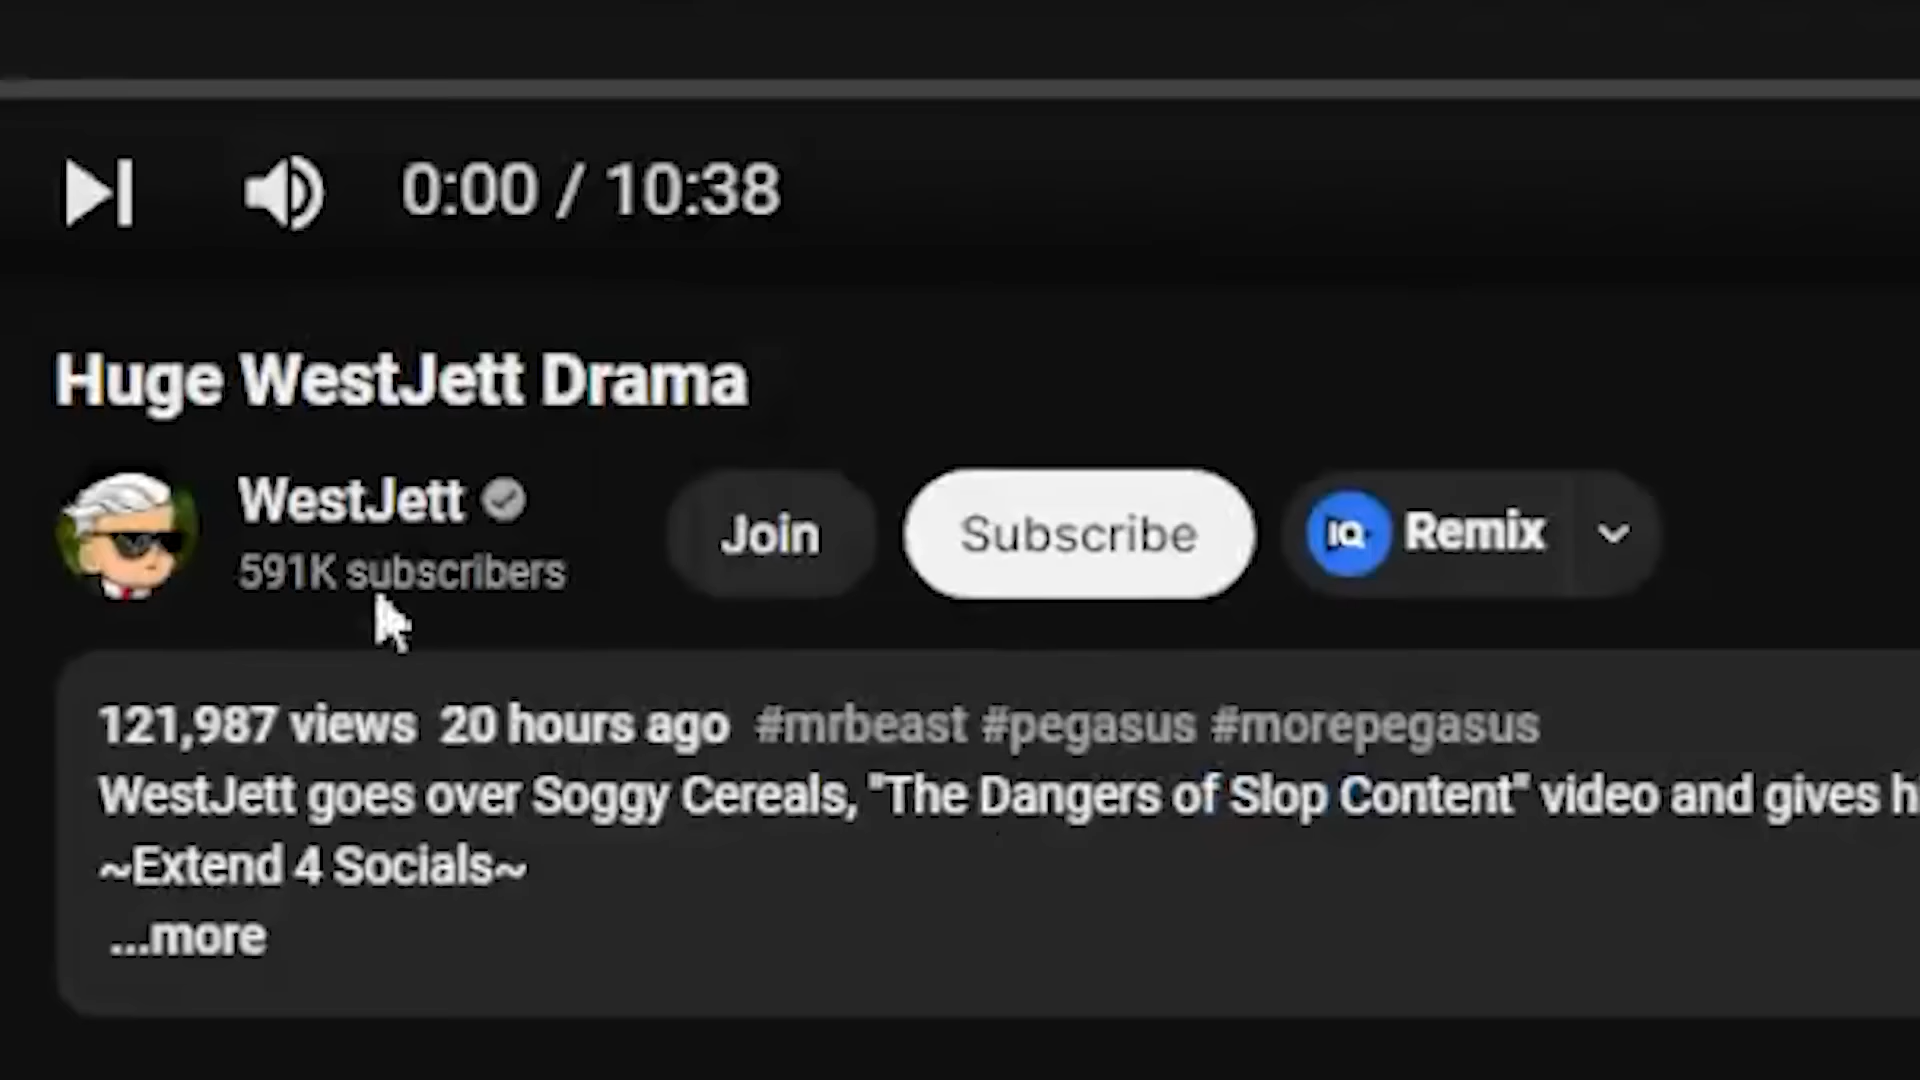 0:00 / 10:38
Huge WestJett Drama
WestJett
591K subscribers
Join
Subscribe
IQ
Remix
121,987 views 20 hours ago #mrbeast #pegasus #morepegasus
WestJett goes over Soggy Cereals, "The Dangers of Slop Content" video and gives h
~Extend 4 Socials~
...more